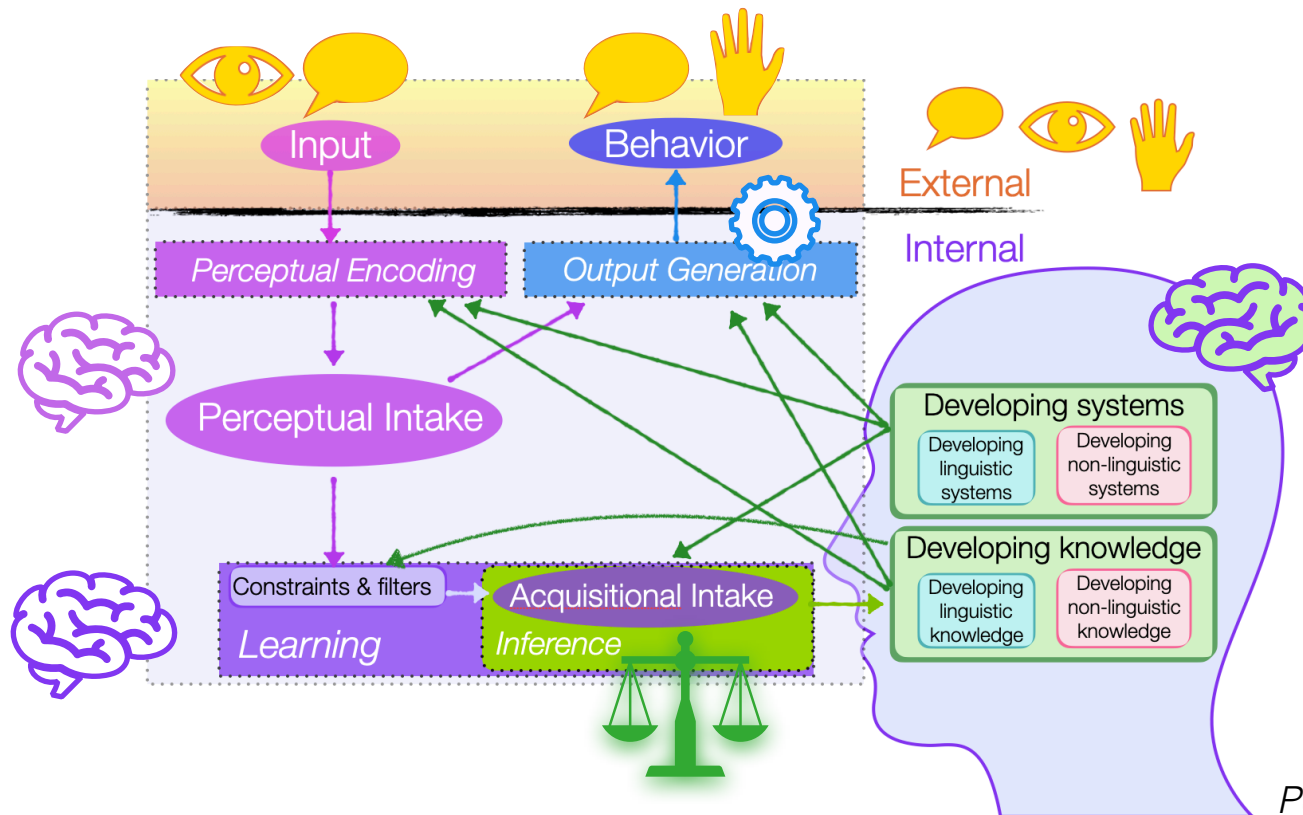 Input
Behavior
External
Internal
Perceptual Encoding
Output Generation
Perceptual Intake
Developing systems
Developing
linguistic
systems
Developing
non-linguistic
systems
Developing knowledge
Developing
linguistic
knowledge
Developing
non-linguistic
knowledge
Constraints & filters
Acquisitional Intake
Learning
Inference
P